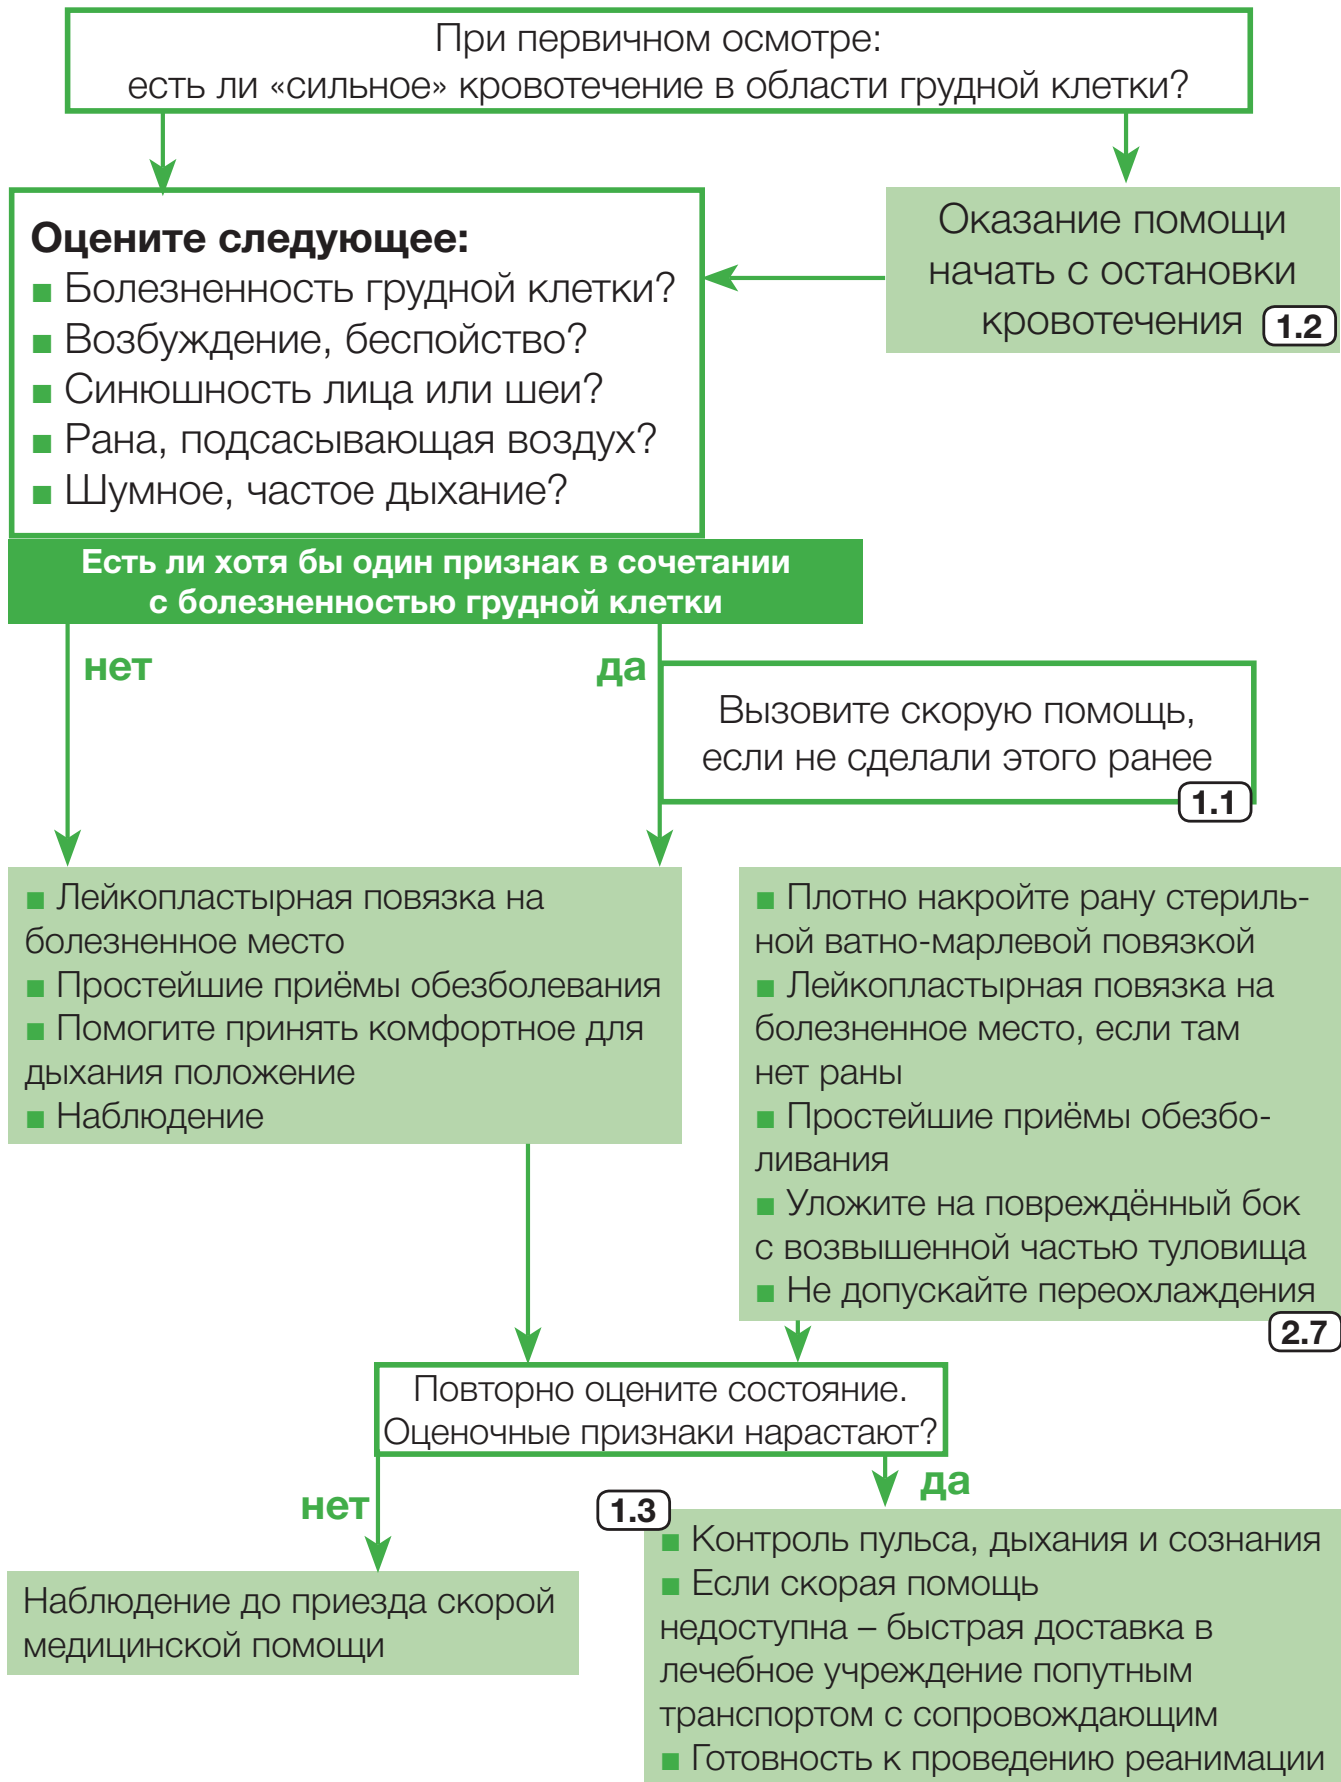 При первичном осмотре:
есть ли «сильное» кровотечение в области грудной клетки?
Оказание помощи
начать с остановки
кровотечения 1.2
Оцените следующее:
■ Болезненность грудной клетки?
■ Возбуждение, беспойство?
■ Синюшность лица или шеи?
■ Рана, подсасывающая воздух?
■ Шумное, частое дыхание?
Есть ли хотя бы один признак в сочетании
с болезненностью грудной клетки
нет
да
Вызовите скорую помощь,
если не сделали этого ранее
1.1
■ Лейкопластырная повязка на
болезненное место
■ Простейшие приёмы обезболевания
■ Помогите принять комфортное для
дыхания положение
■ Наблюдение
■ Плотно накройте рану стериль-
ной ватно-марлевой повязкой
■ Лейкопластырная повязка на
болезненное место, если там
нет раны
■ Простейшие приёмы обезбо-
ливания
■ Уложите на повреждённый бок
с возвышенной частью туловища
■ Не допускайте переохлаждения
2.7
Повторно оцените состояние.
Оценочные признаки нарастают?
нет
да
Наблюдение до приезда скорой
медицинской помощи
1.3
■ Контроль пульса, дыхания и сознания
■ Если скорая помощь
недоступна – быстрая доставка в
лечебное учреждение попутным
транспортом с сопровождающим
■ Готовность к проведению реанимации